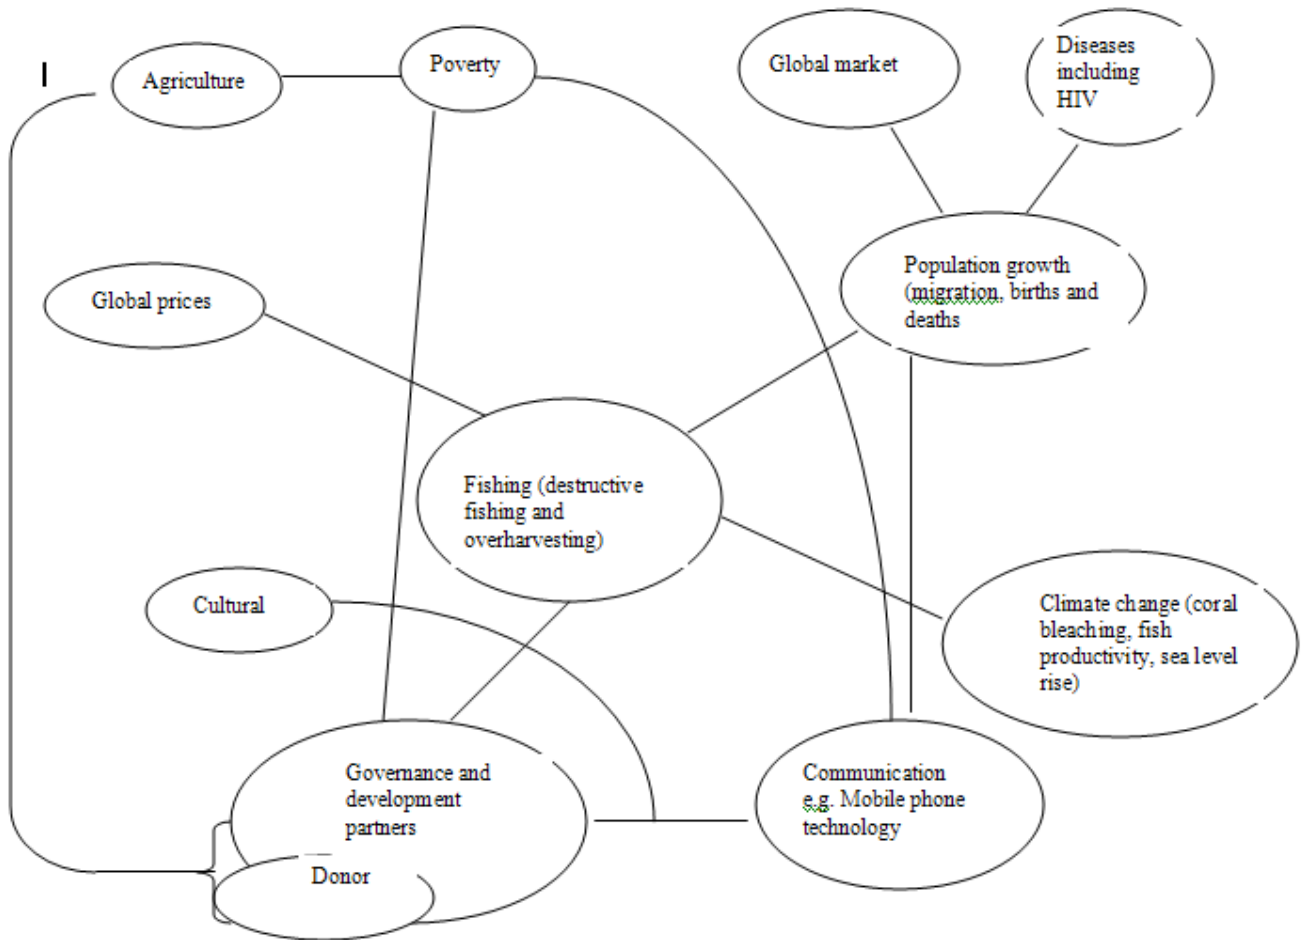 Agriculture
Poverty
Global market
Diseases
including
HIV
Population growth
(migration, births and
deaths
Global prices
Fishing (destructive
fishing and
overharvesting)
Cultural
Climate change (coral
bleaching, fish
productivity, sea level
rise)
Governance and
development
partners
Communication
e.g. Mobile phone
technology
Donor